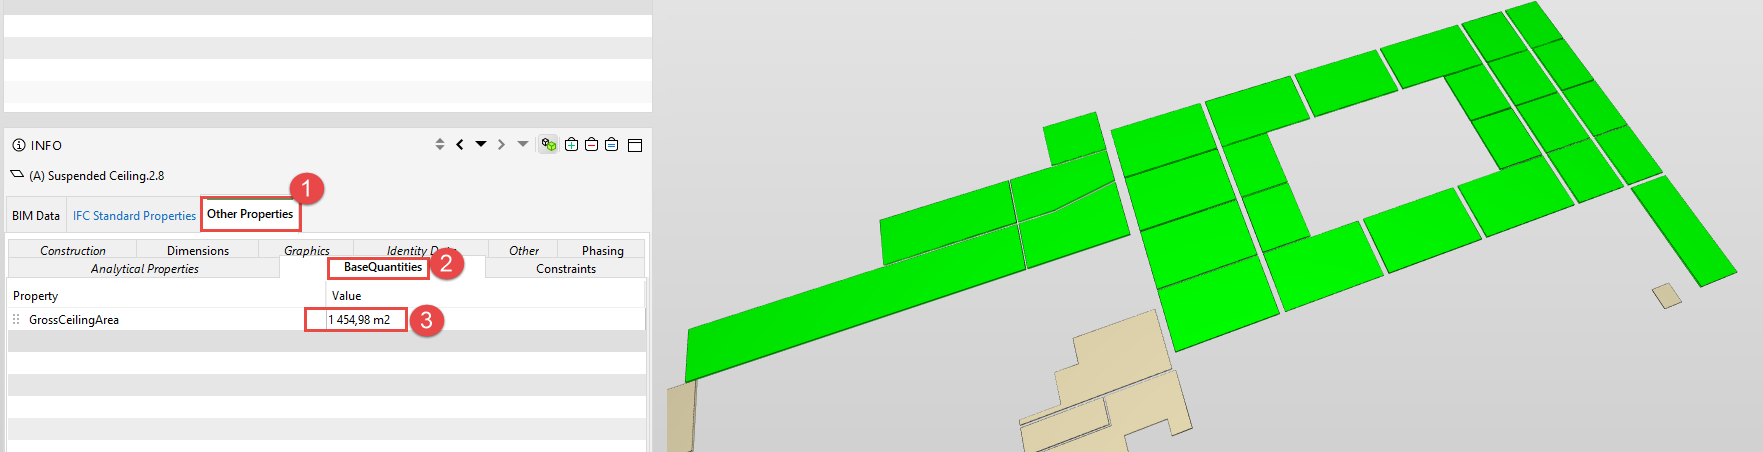 INFO
(A) Suspended Ceiling.2.8
1
BIM Data IFC Standard Properties Other Properties
Construction Dimensions Graphics Identity D Other Phasing
Analytical Properties BaseQuantities 2 Constraints
Property Value
GrossCeilingArea 1 454,98 m2 3